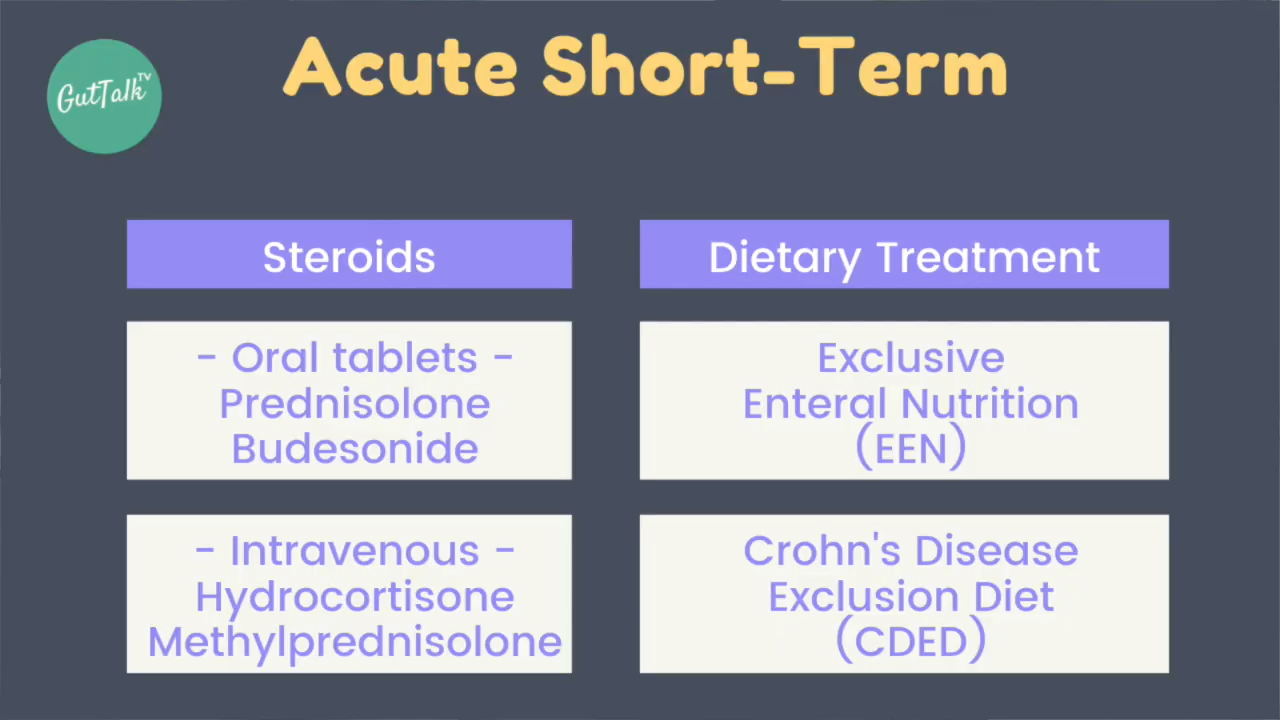 Acute Short-Term
GutTalk TV
Steroids
Dietary Treatment
- Oral tablets -
Prednisolone
Budesonide
Exclusive
Enteral Nutrition
(EEN)
- Intravenous -
Hydrocortisone
Methylprednisolone
Crohn's Disease
Exclusion Diet
(CDED)